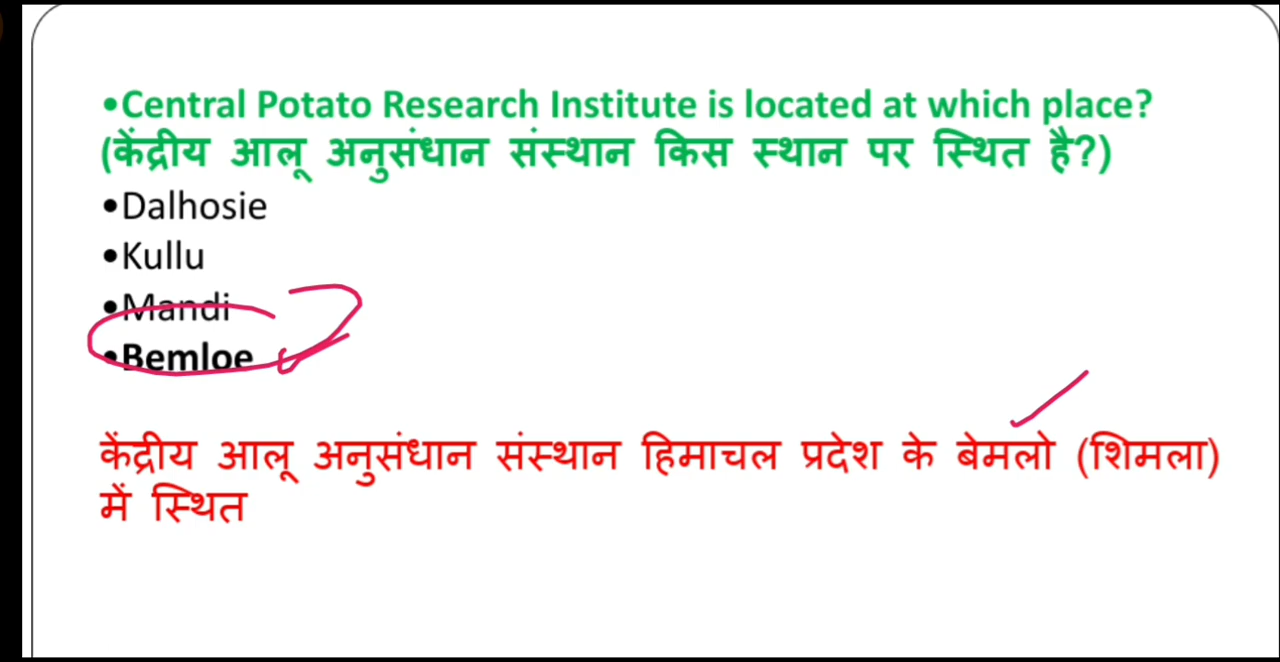 •Central Potato Research Institute is located at which place?
(केंद्रीय आलू अनुसंधान संस्थान किस स्थान पर स्थित है?)
•Dalhosie
•Kullu
•Mandi
•Bemloe
केंद्रीय आलू अनुसंधान संस्थान हिमाचल प्रदेश के बेमलो (शिमला)
में स्थित